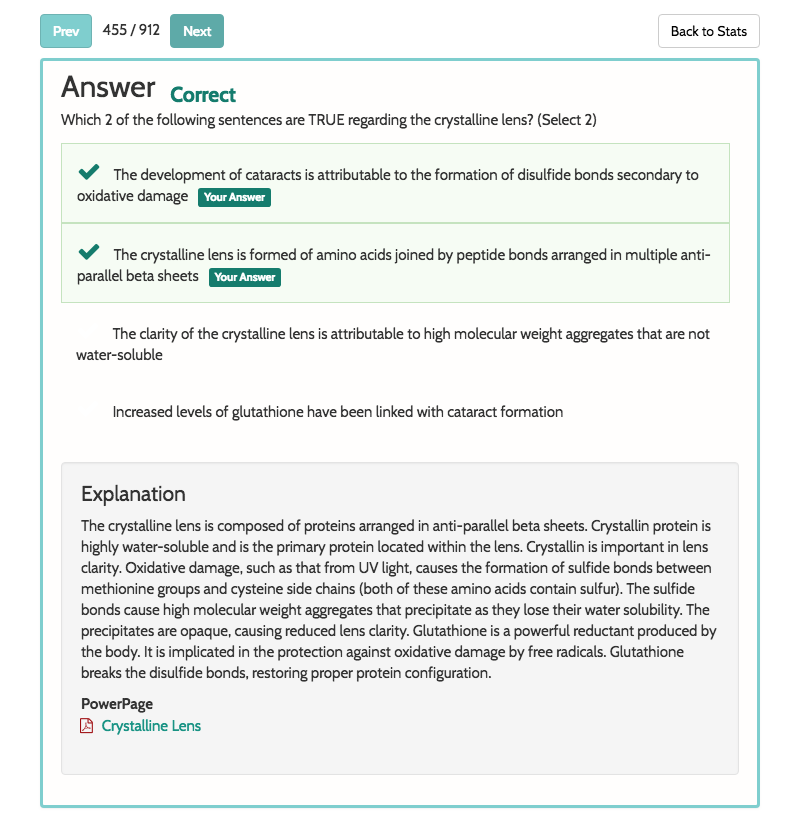 Prev 455 / 912 Next Back to Stats
Answer Correct
Which 2 of the following sentences are TRUE regarding the crystalline lens? (Select 2)
The development of cataracts is attributable to the formation of disulfide bonds secondary to
oxidative damage Your Answer
The crystalline lens is formed of amino acids joined by peptide bonds arranged in multiple anti-
parallel beta sheets Your Answer
The clarity of the crystalline lens is attributable to high molecular weight aggregates that are not
water-soluble
Increased levels of glutathione have been linked with cataract formation
Explanation
The crystalline lens is composed of proteins arranged in anti-parallel beta sheets. Crystallin protein is
highly water-soluble and is the primary protein located within the lens. Crystallin is important in lens
clarity. Oxidative damage, such as that from UV light, causes the formation of sulfide bonds between
methionine groups and cysteine side chains (both of these amino acids contain sulfur). The sulfide
bonds cause high molecular weight aggregates that precipitate as they lose their water solubility. The
precipitates are opaque, causing reduced lens clarity. Glutathione is a powerful reductant produced by
the body. It is implicated in the protection against oxidative damage by free radicals. Glutathione
breaks the disulfide bonds, restoring proper protein configuration.
PowerPage
Crystalline Lens